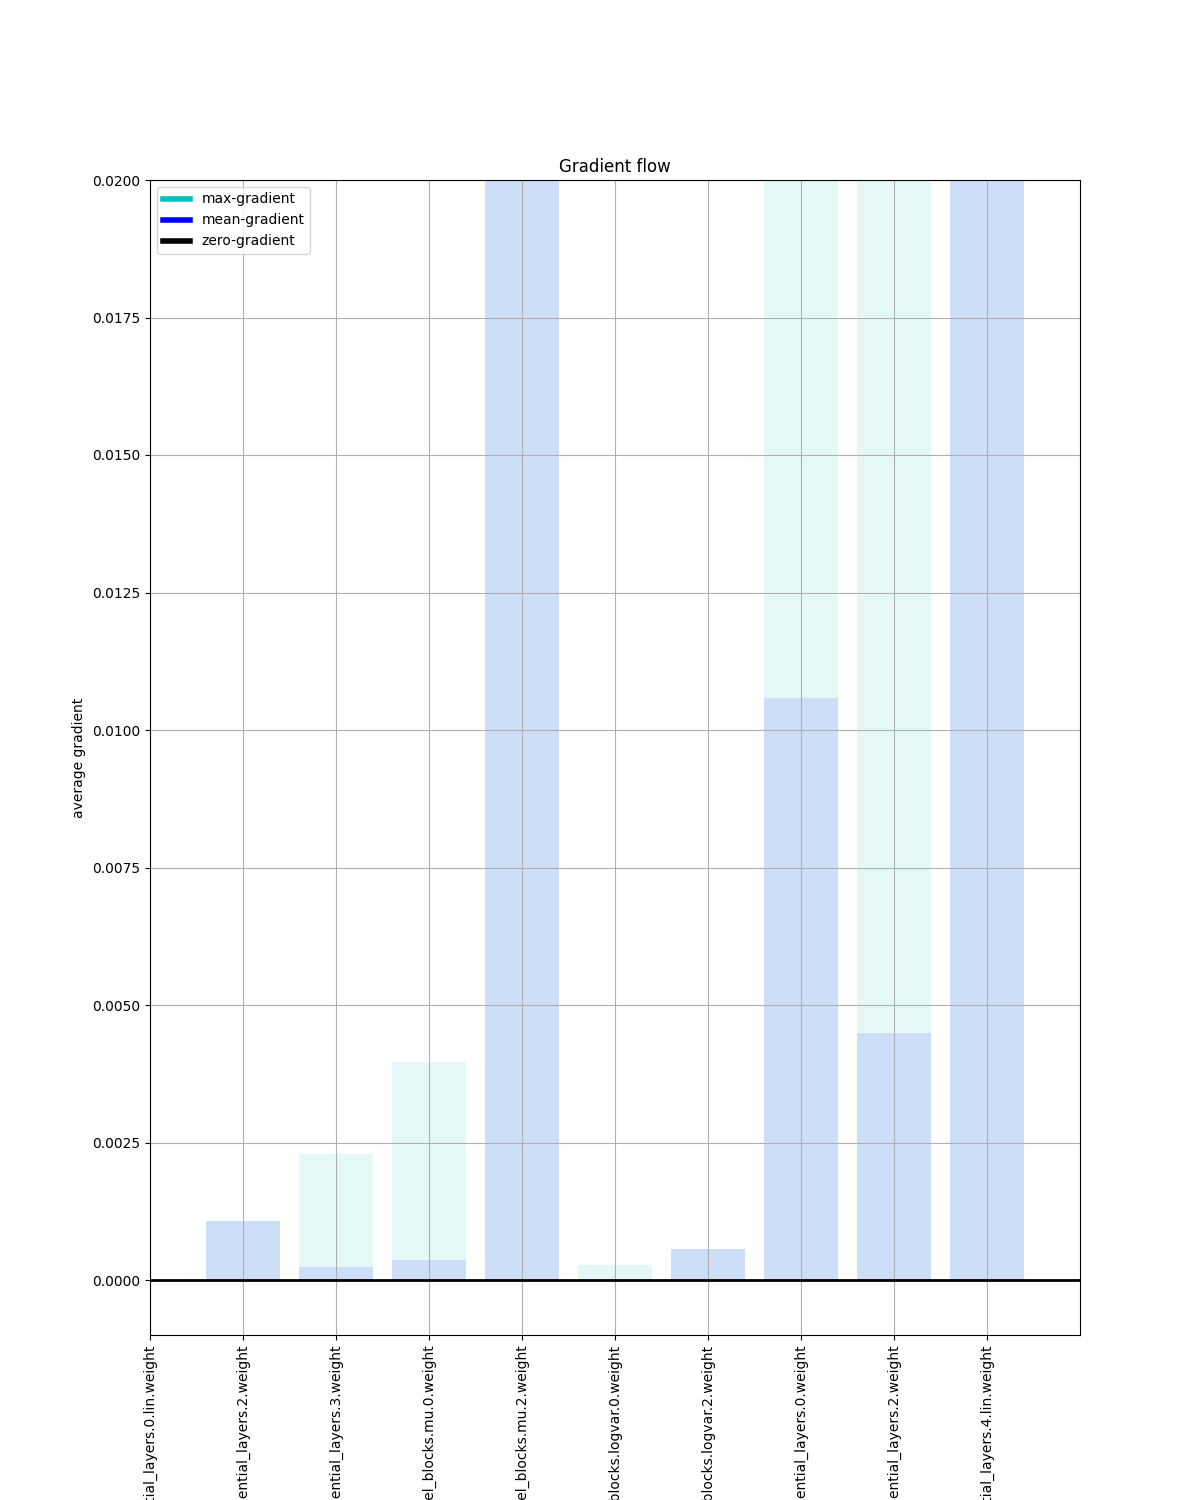 Gradient flow
max-gradient
mean-gradient
zero-gradient
0.0200
0.0175
0.0150
0.0125
0.0100
0.0075
0.0050
0.0025
0.0000
average gradient
tial_layers.0.lin.weight
ential_layers.2.weight
ential_layers.3.weight
el_blocks.mu.0.weight
el_blocks.mu.2.weight
blocks.logvar.0.weight
blocks.logvar.2.weight
ential_layers.0.weight
ential_layers.2.weight
tial_layers.4.lin.weight